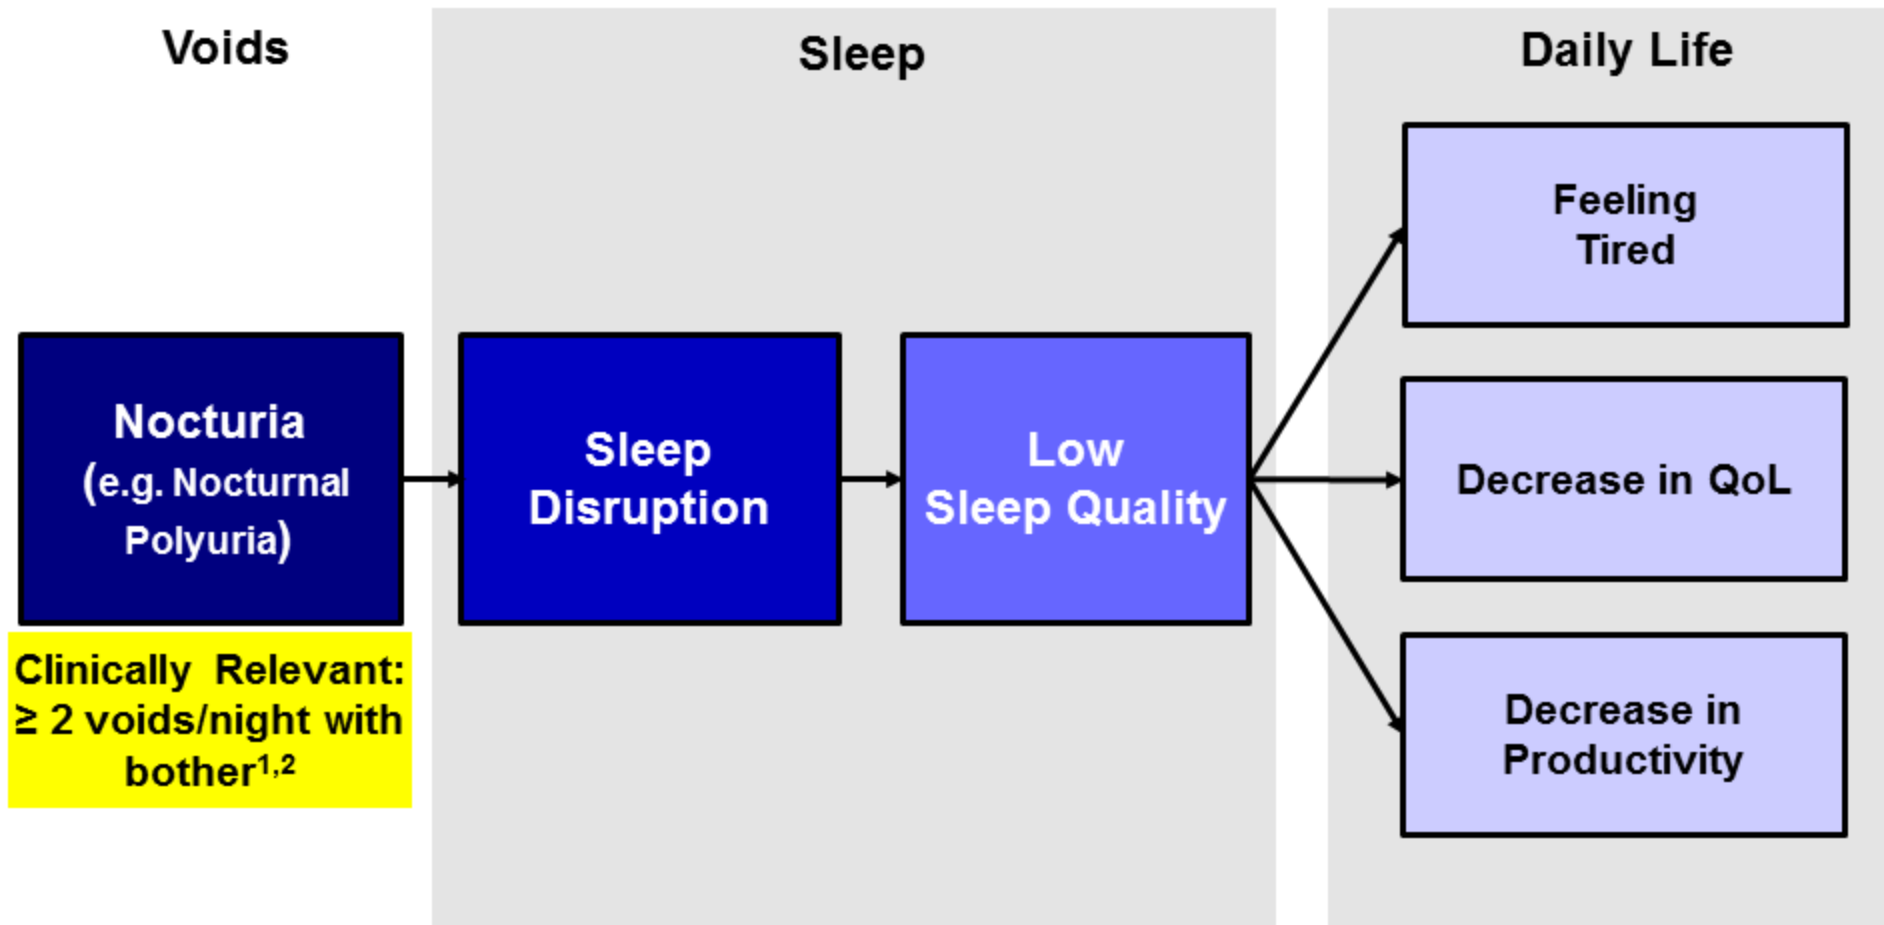 Voids
Sleep
Daily Life
Nocturia
(e.g. Nocturnal
Polyuria)
Clinically Relevant:
≥ 2 voids/night with
bother¹,²
Sleep
Disruption
Low
Sleep Quality
Feeling
Tired
Decrease in QoL
Decrease in
Productivity